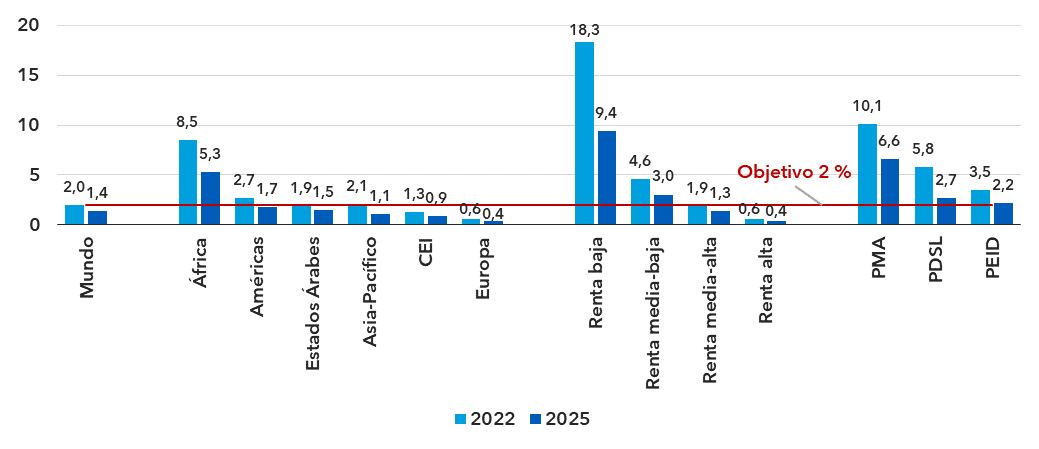 20
15
10
5
0
2,0
1,4
8,5
5,3
2,7
1,7
1,9
1,5
2,1
1,1
1,3
0,9
0,6
0,4
18,3
9,4
4,6
3,0
1,9
1,3
0,6
0,4
10,1
6,6
5,8
2,7
3,5
2,2
Objetivo 2 %
Mundo
África
Américas
Estados Árabes
Asia-Pacífico
CEI
Europa
Renta baja
Renta media-baja
Renta media-alta
Renta alta
PMA
PDSL
PEID
2022
2025